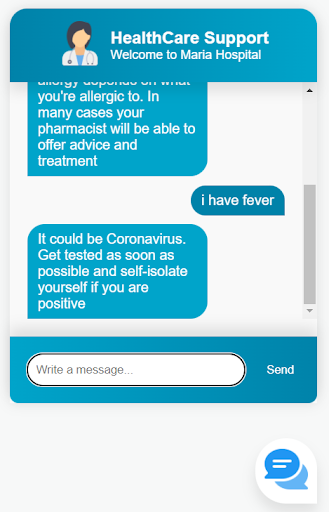 HealthCare Support
Welcome to Maria Hospital
allergy depends on what
you're allergic to. In
many cases your
pharmacist will be able to
offer advice and
treatment
i have fever
It could be Coronavirus.
Get tested as soon as
possible and self-isolate
yourself if you are
positive
Write a message...
Send